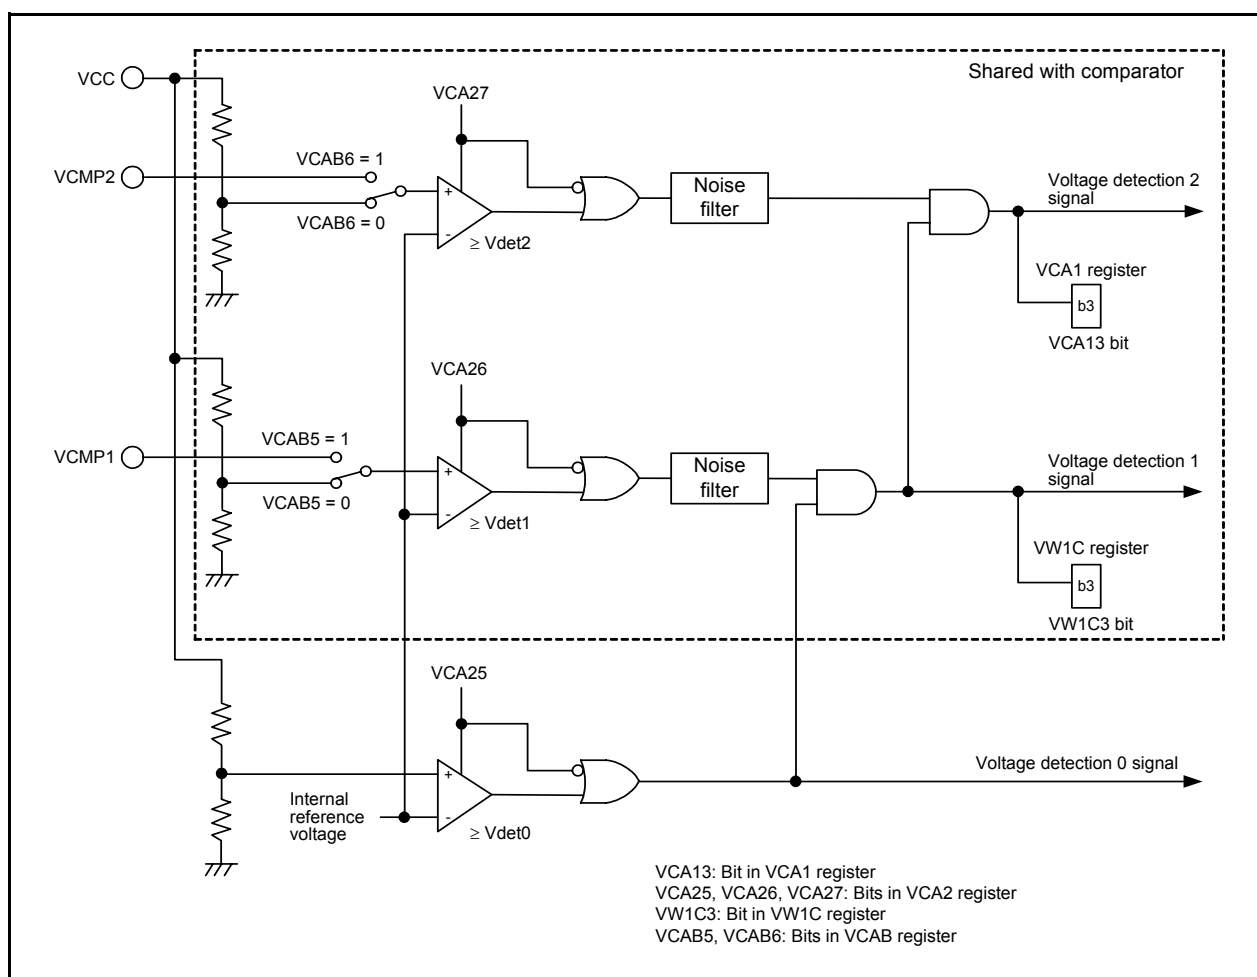 Shared with comparator
VCC
VCA27
VCMP2
VCAB6 = 1
VCAB6 = 0
+
-
≥ Vdet2
Noise
filter
Voltage detection 2
signal
VCA1 register
b3
VCA13 bit
VCA26
VCMP1
VCAB5 = 1
VCAB5 = 0
+
-
≥ Vdet1
Noise
filter
Voltage detection 1
signal
VW1C register
b3
VW1C3 bit
VCA25
+
-
≥ Vdet0
Internal
reference
voltage
Voltage detection 0 signal
VCA13: Bit in VCA1 register
VCA25, VCA26, VCA27: Bits in VCA2 register
VW1C3: Bit in VW1C register
VCAB5, VCAB6: Bits in VCAB register